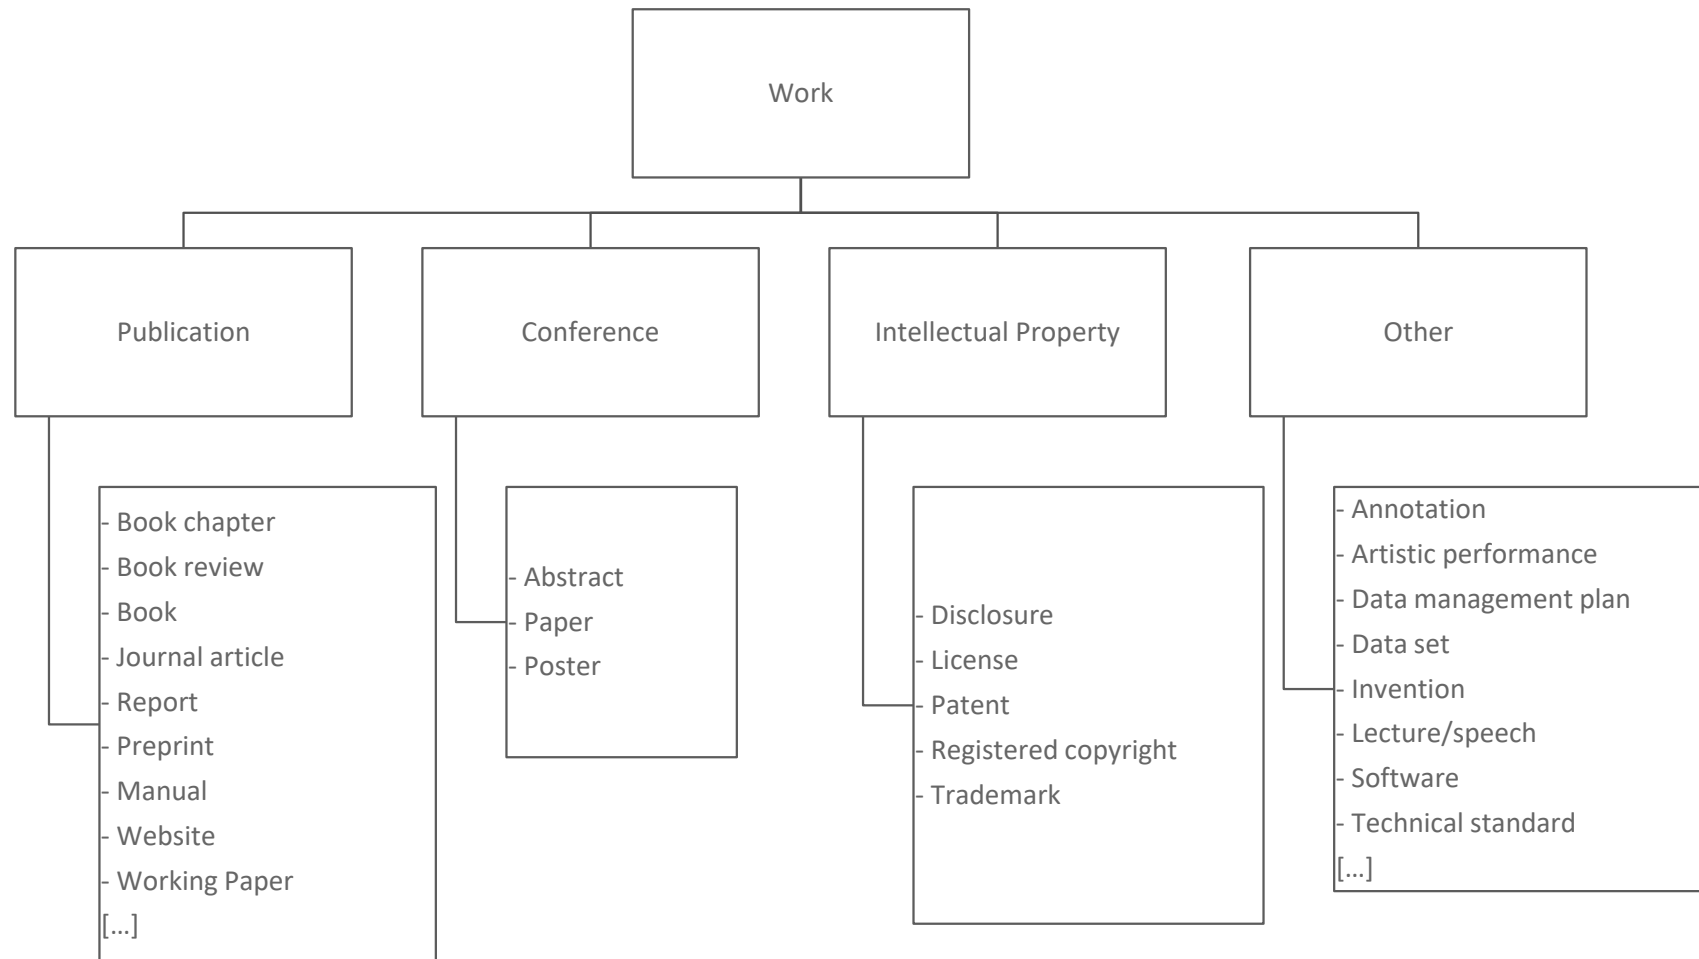 Work
Publication
Conference
Intellectual Property
Other
- Book chapter
- Book review
- Book
- Journal article
- Report
- Preprint
- Manual
- Website
- Working Paper
[...]
- Abstract
- Paper
- Poster
- Disclosure
- License
- Patent
- Registered copyright
- Trademark
- Annotation
- Artistic performance
- Data management plan
- Data set
- Invention
- Lecture/speech
- Software
- Technical standard
[...]